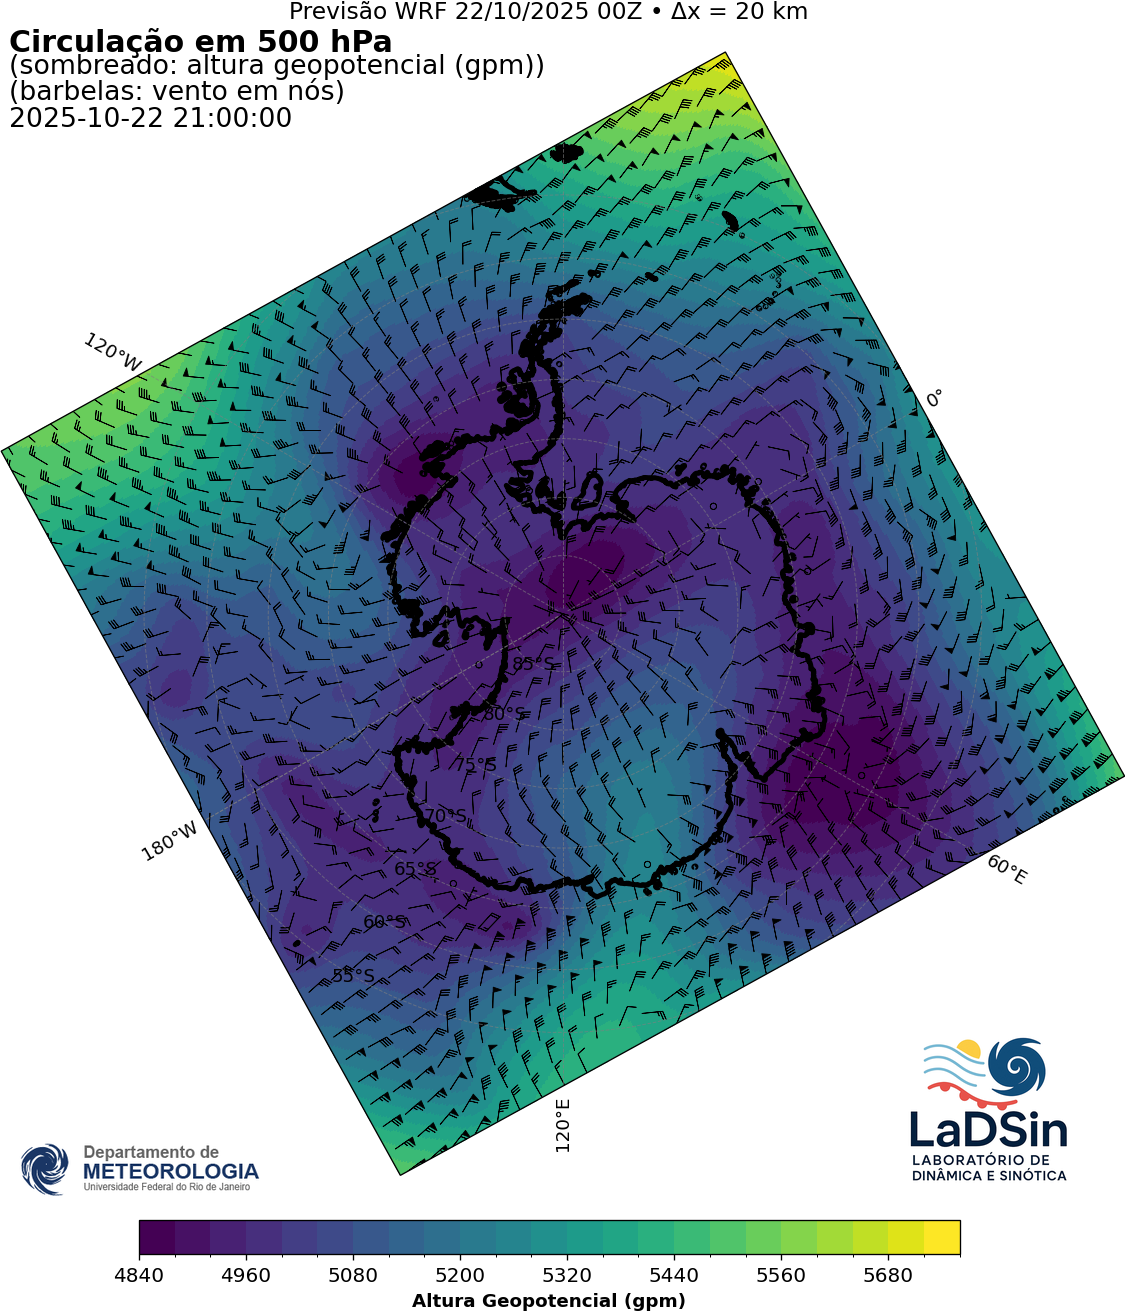 Previsão WRF 22/10/2025 00Z • Δx = 20 km
Circulação em 500 hPa
(sombreado: altura geopotencial (gpm))
(barbelas: vento em nós)
2025-10-22 21:00:00
120°W
0°
85°S
80°S
75°S
70°S
180°W
65°S
60°E
60°S
55°S
120°E
LaDSin
LABORATÓRIO DE
DINÂMICA E SINÓTICA
Departamento de
METEOROLOGIA
Universidade Federal do Rio de Janeiro
4840 4960 5080 5200 5320 5440 5560 5680
Altura Geopotencial (gpm)